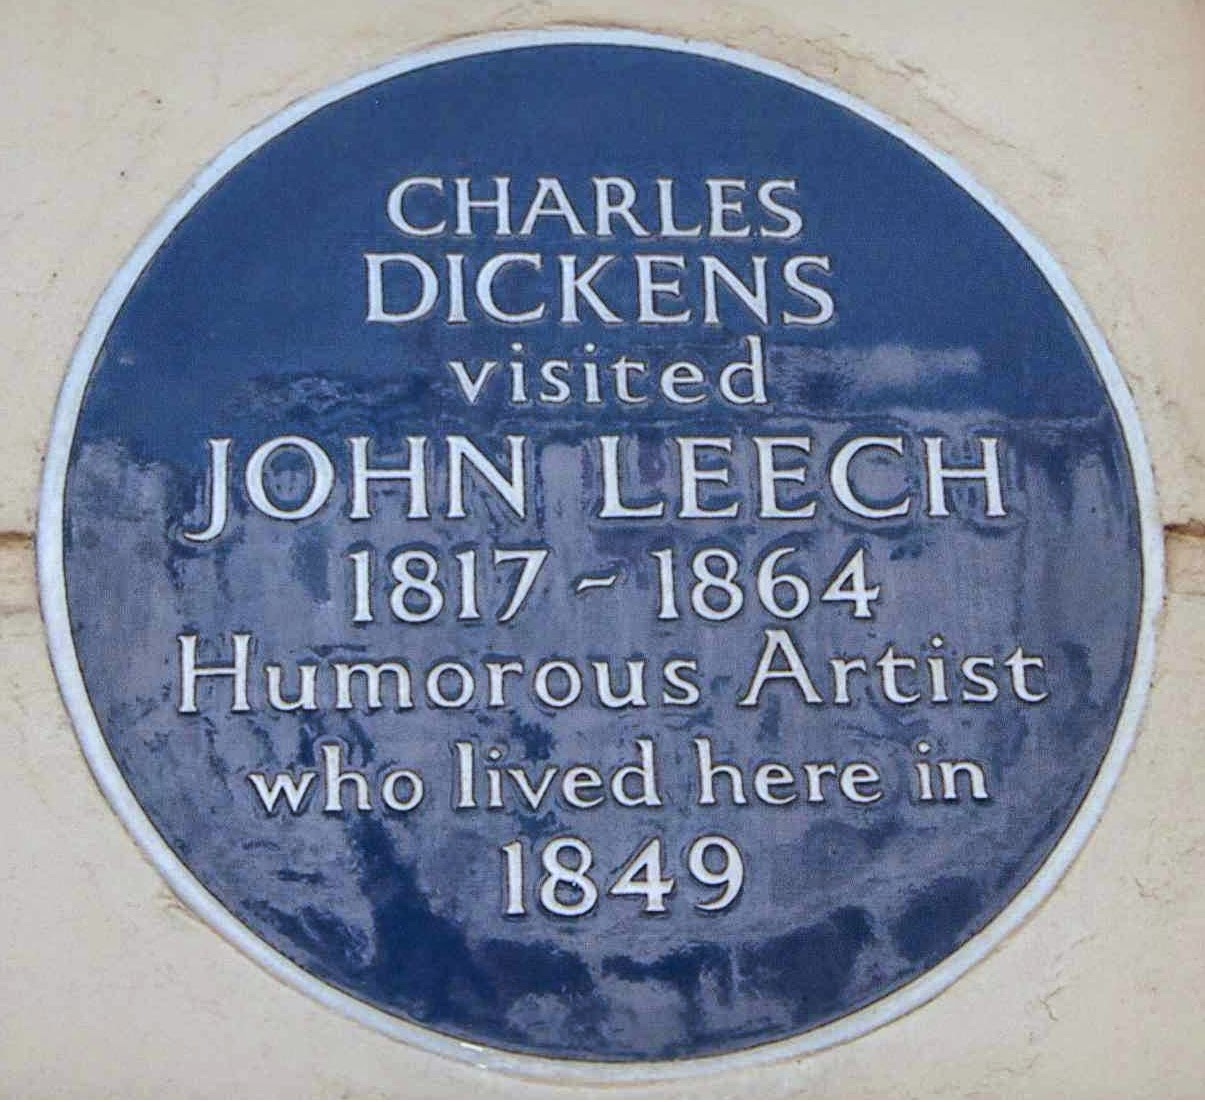 CHARLES
DICKENS
visited
JOHN LEECH
1817 - 1864
Humorous Artist
who lived here in
1849